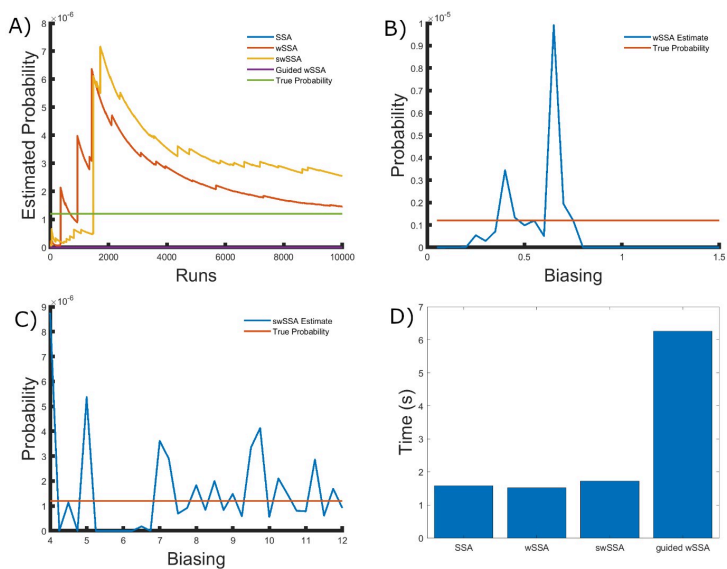 A)
×10^-6
Estimated Probability
8
7
6
5
4
3
2
1
0
0 2000 4000 6000 8000 10000
Runs
SSA
wSSA
swSSA
Guided wSSA
True Probability
B)
×10^-5
Probability
1
0.9
0.8
0.7
0.6
0.5
0.4
0.3
0.2
0.1
0
0 0.5 1 1.5
Biasing
wSSA Estimate
True Probability
C)
×10^-6
Probability
9
8
7
6
5
4
3
2
1
0
4 5 6 7 8 9 10 11 12
Biasing
swSSA Estimate
True Probability
D)
Time (s)
7
6
5
4
3
2
1
0
SSA wSSA swSSA guided wSSA